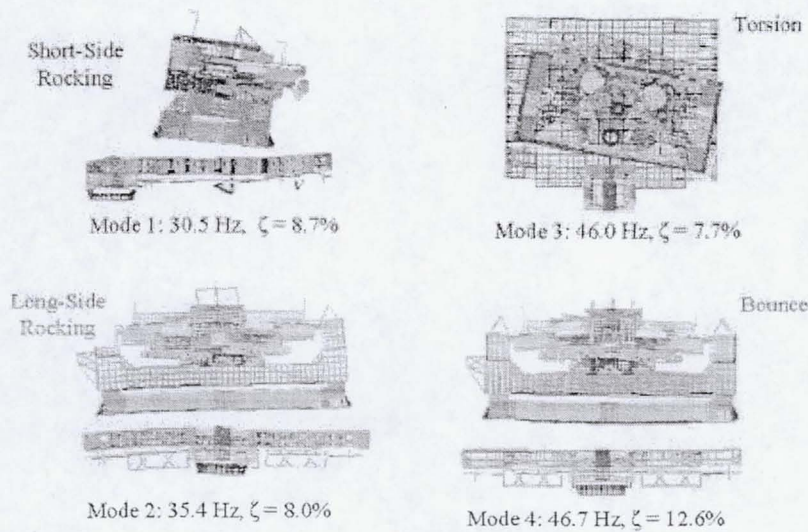 Short-Side
Rocking
Mode 1: 30.5 Hz, ζ = 8.7%
Torsion
Mode 3: 46.0 Hz, ζ = 7.7%
Long-Side
Rocking
Mode 2: 35.4 Hz, ζ = 8.0%
Bounce
Mode 4: 46.7 Hz, ζ = 12.6%